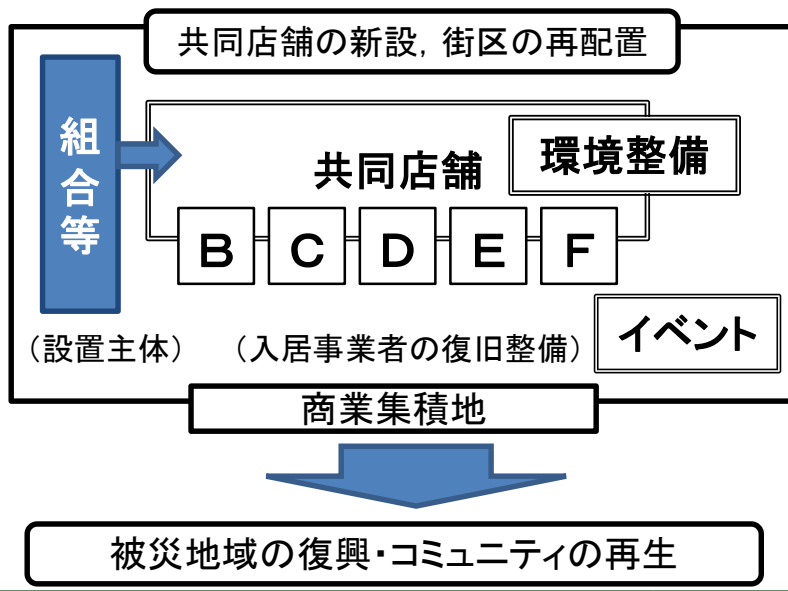 共同店舗の新設，街区の再配置
組合等
共同店舗
環境整備
B C D E F
（設置主体）
（入居事業者の復旧整備）
イベント
商業集積地
被災地域の復興・コミュニティの再生